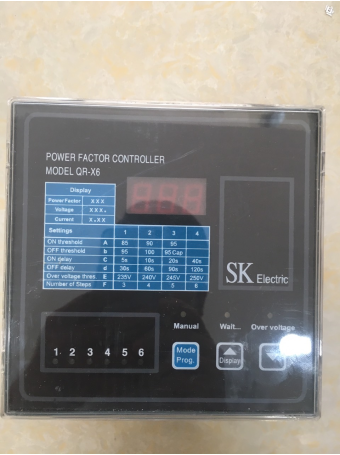 POWER FACTOR CONTROLLER
MODEL QR-X6
Display
Power Factor X X X
Voltage X X X.
Current X.X X
Settings 1 2 3 4
ON threshold A 85 90 95
OFF threshold b 95 100 95 Cap
ON delay C 5s 10s 20s 40s
OFF delay d 30s 60s 90s 120s
Over voltage thres E 235V 240V 245V 250V
Number of Steps F 3 4 5 6
SK Electric
Manual Wait... Over voltage
1 2 3 4 5 6
Mode
Prog.
Display